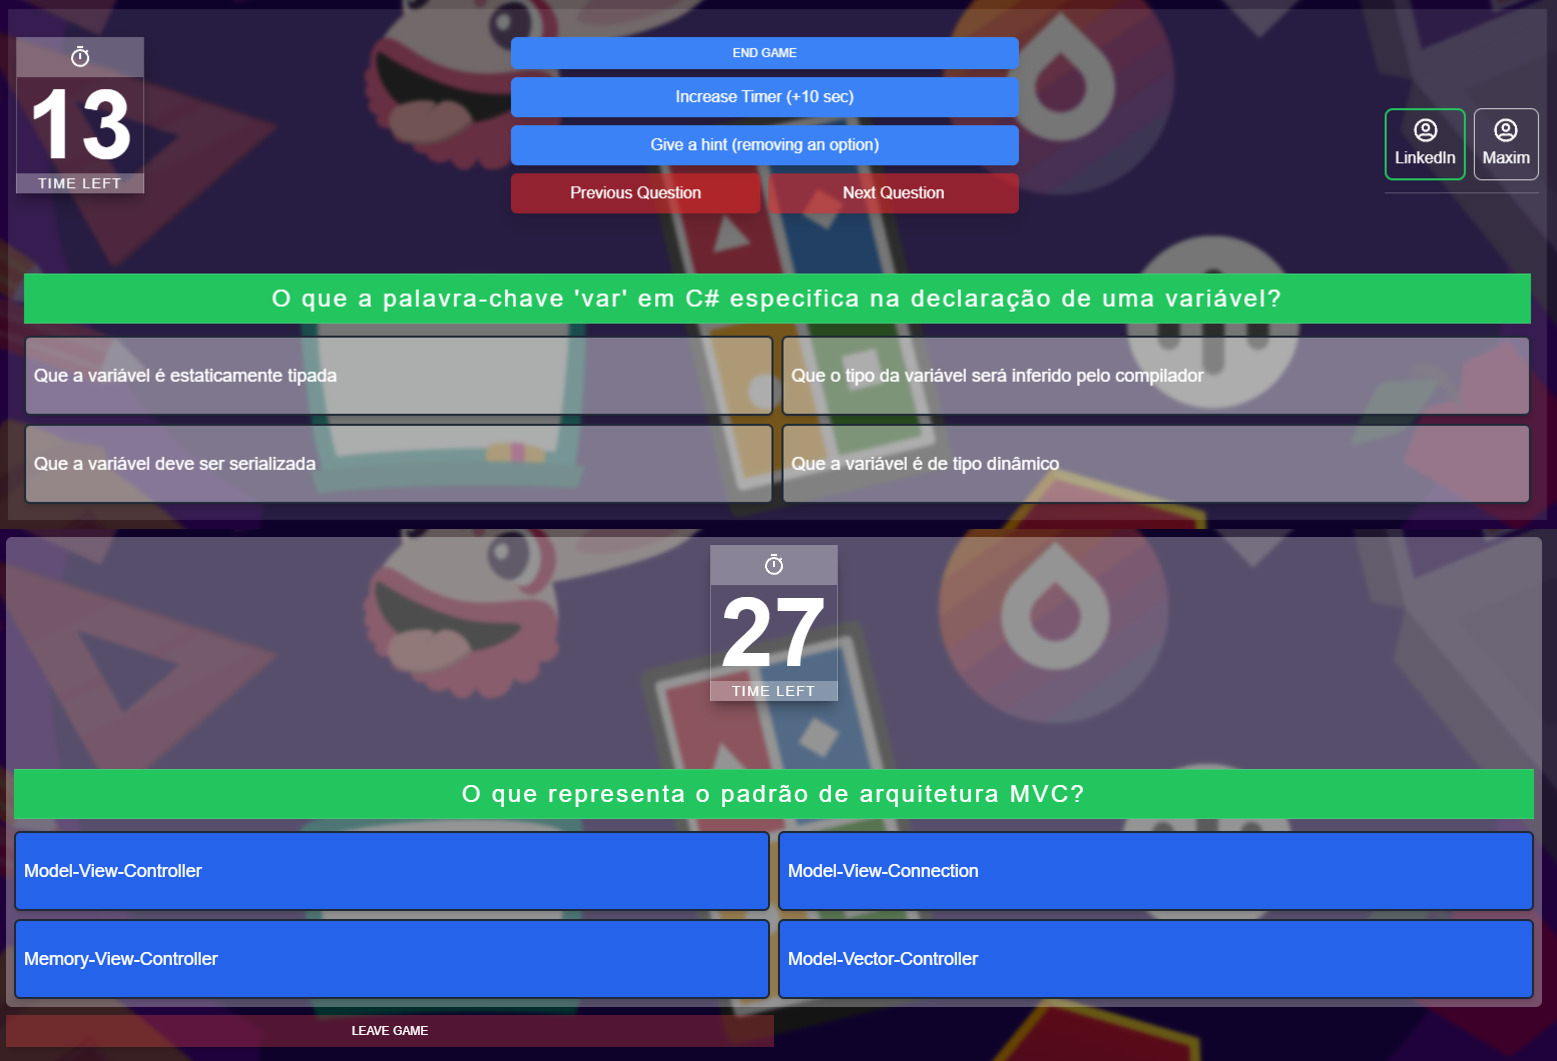 13
TIME LEFT
END GAME
Increase Timer (+10 sec)
Give a hint (removing an option)
Previous Question
Next Question
LinkedIn
Maxim
O que a palavra-chave 'var' em C# especifica na declaração de uma variável?
Que a variável é estaticamente tipada
Que o tipo da variável será inferido pelo compilador
Que a variável deve ser serializada
Que a variável é de tipo dinâmico
27
TIME LEFT
O que representa o padrão de arquitetura MVC?
Model-View-Controller
Model-View-Connection
Memory-View-Controller
Model-Vector-Controller
LEAVE GAME